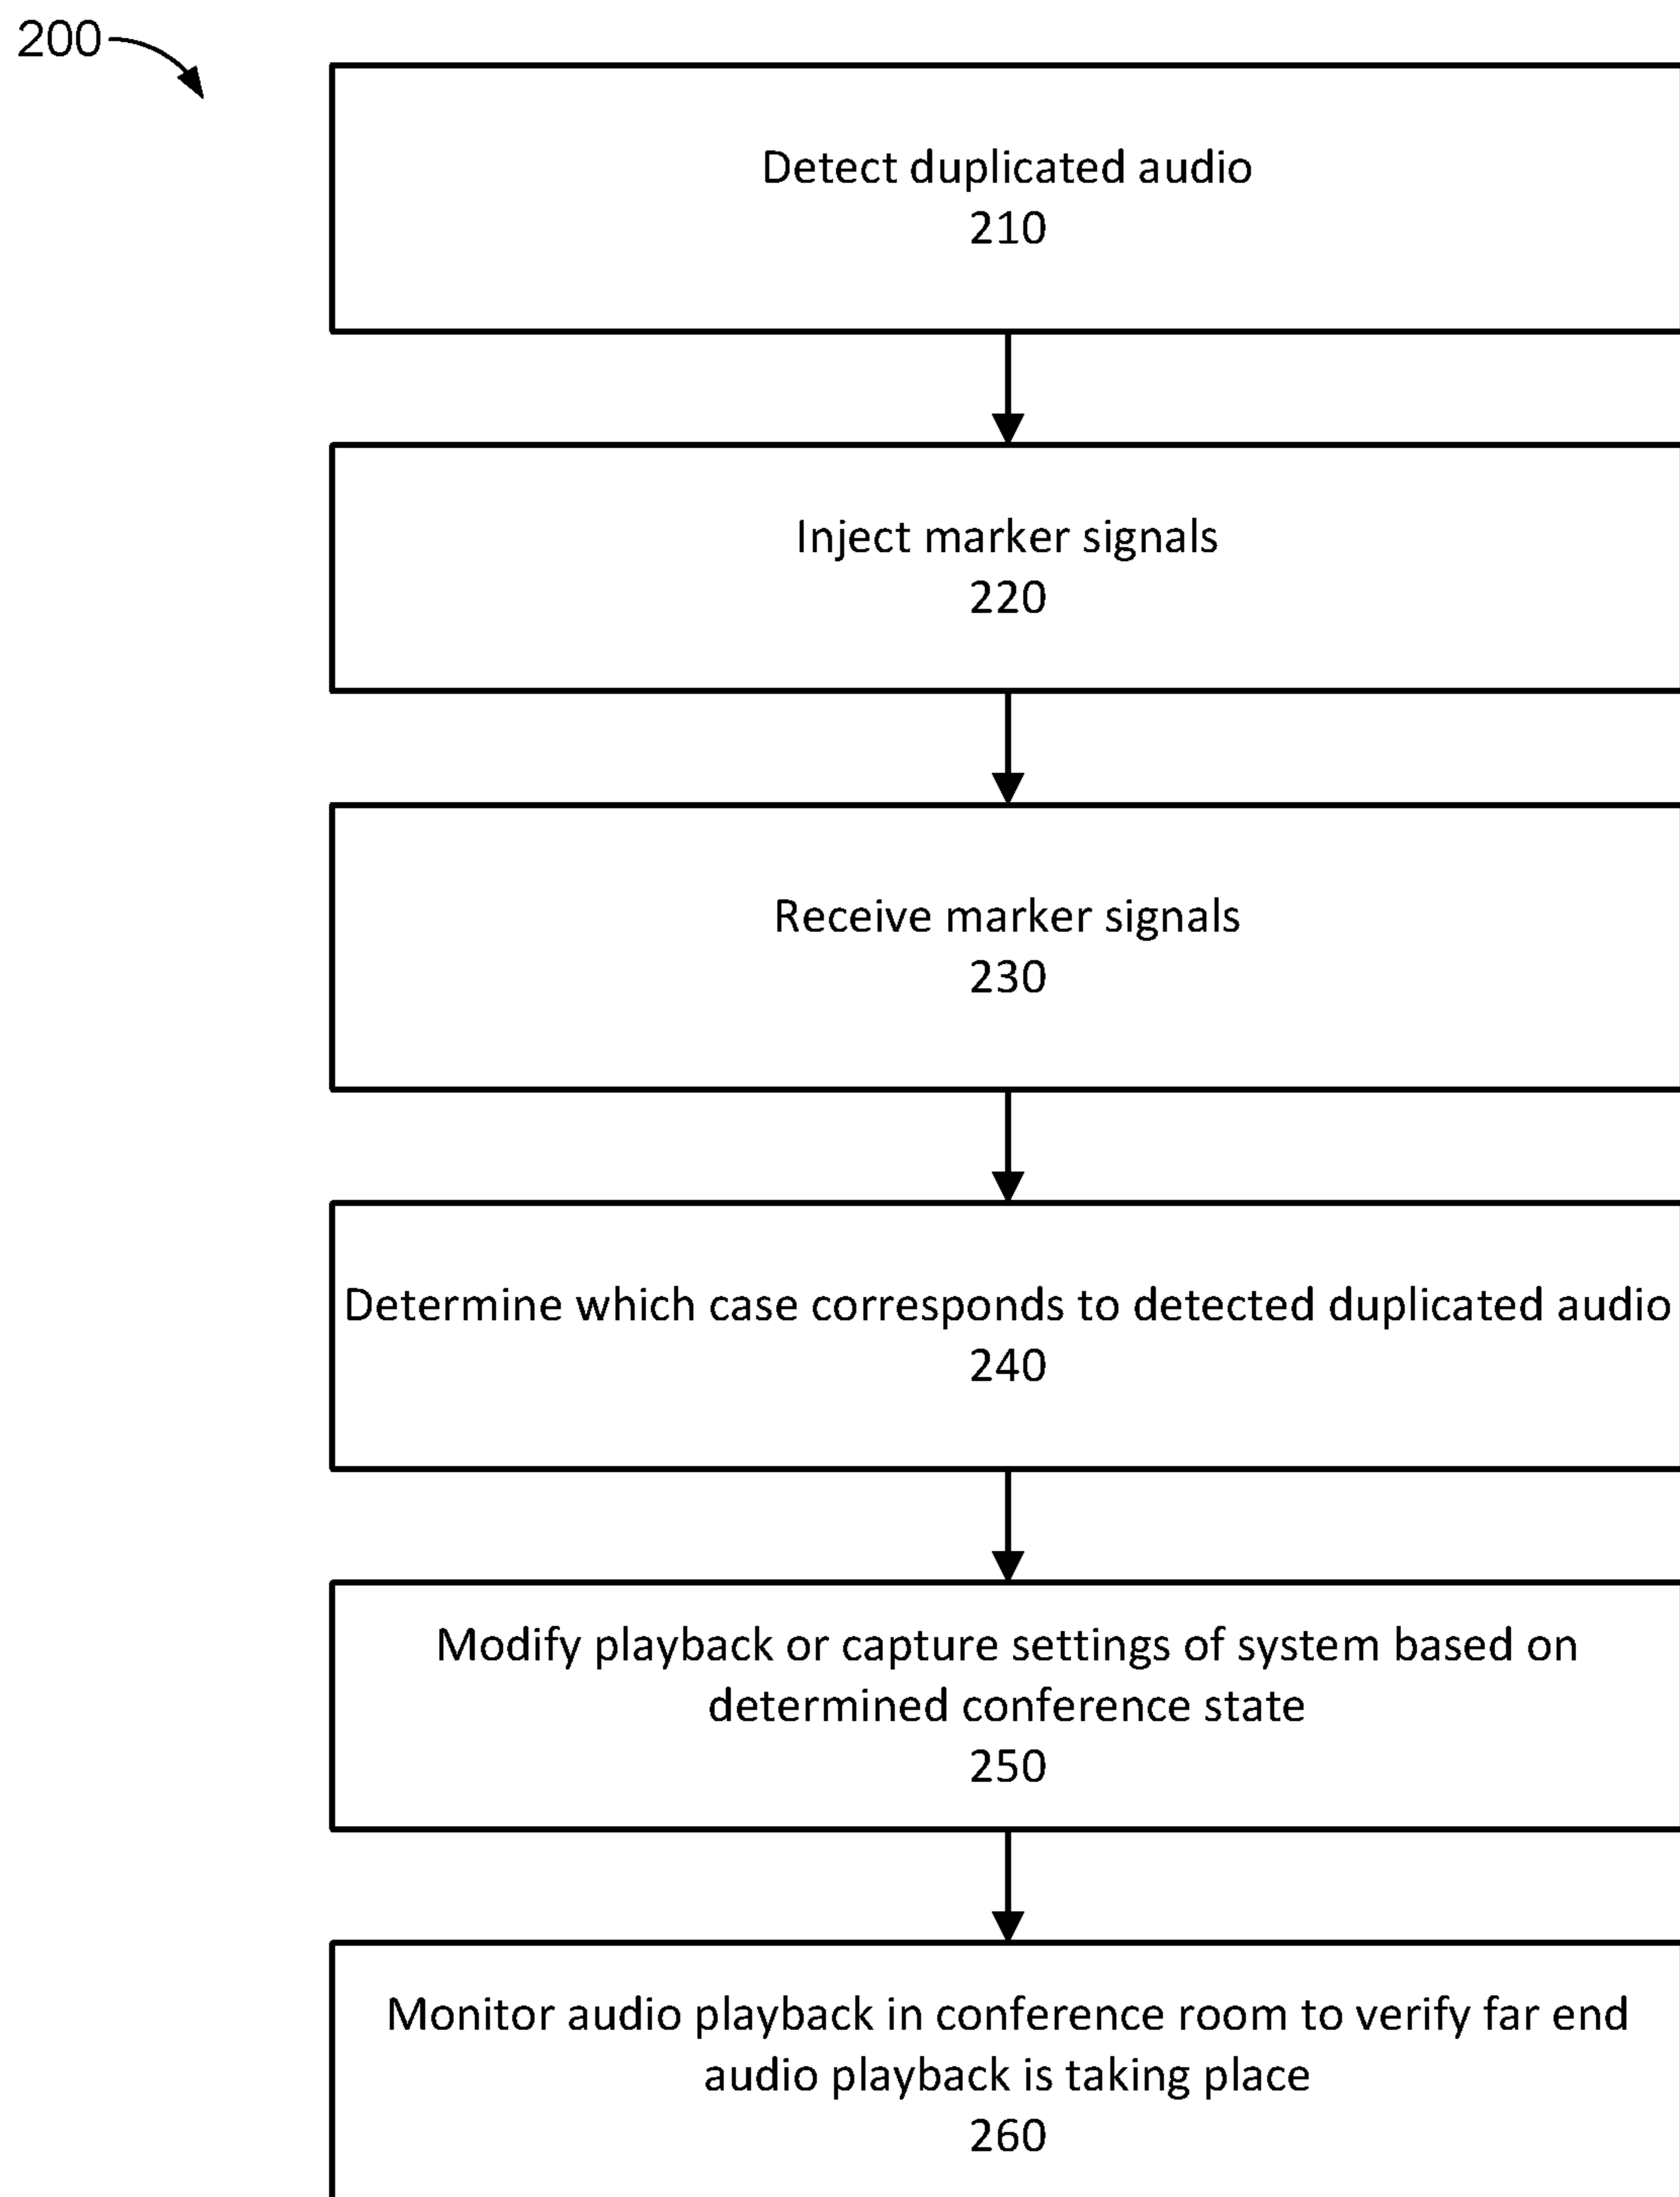 200
Detect duplicated audio
210
Inject marker signals
220
Receive marker signals
230
Determine which case corresponds to detected duplicated audio
240
Modify playback or capture settings of system based on
determined conference state
250
Monitor audio playback in conference room to verify far end
audio playback is taking place
260